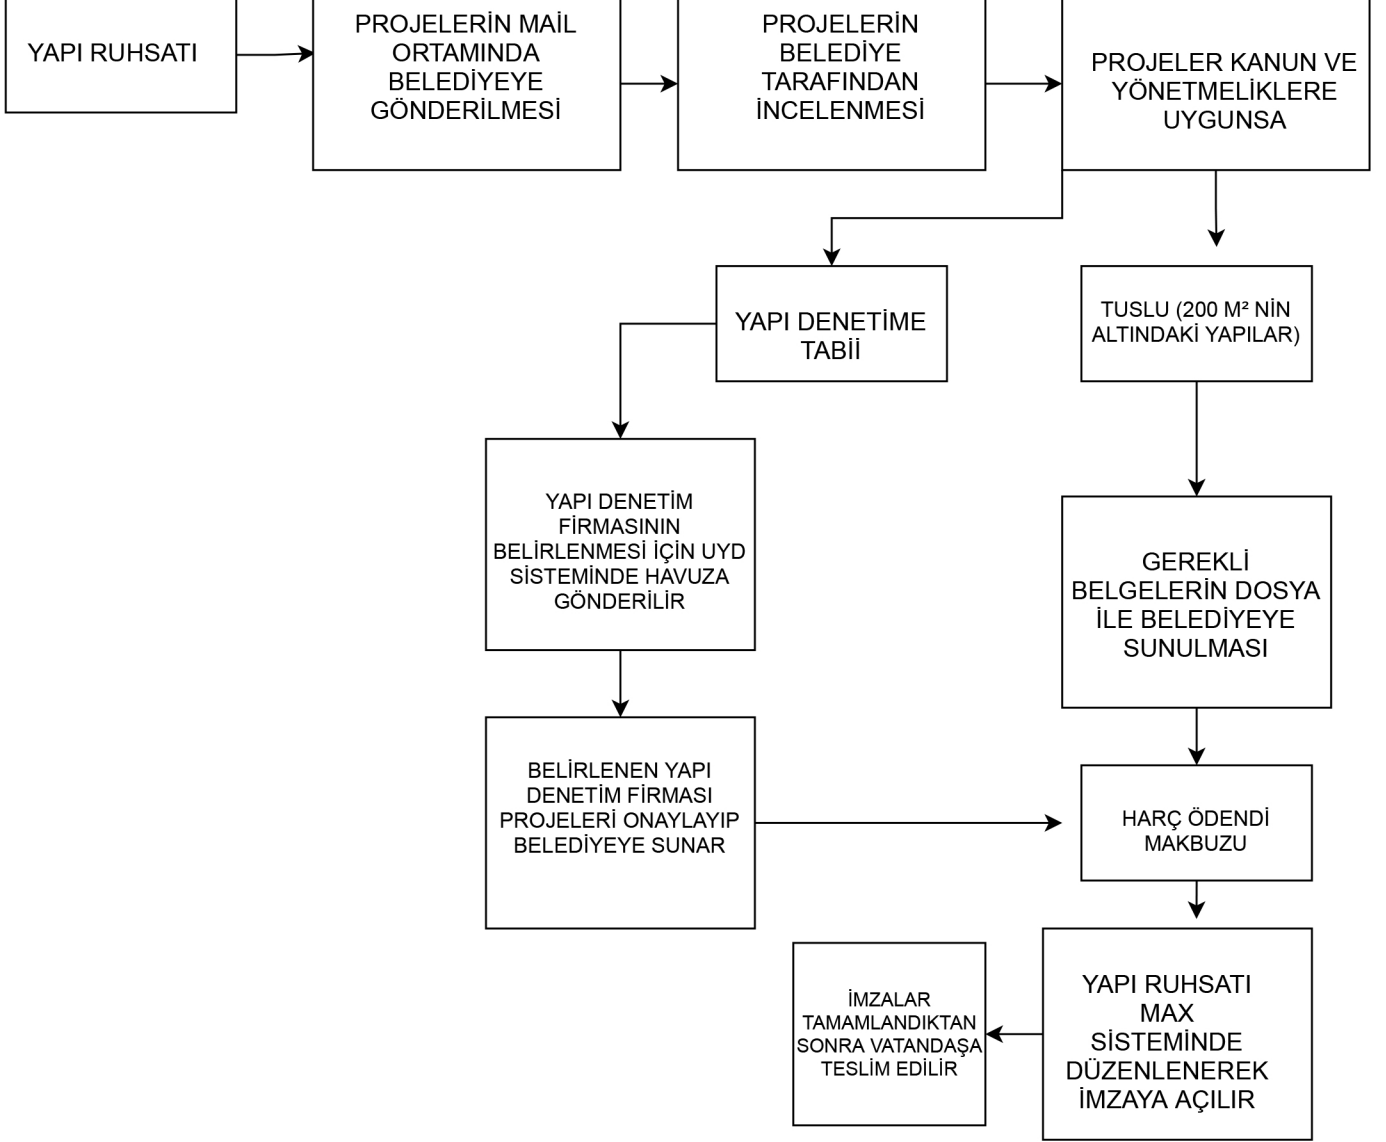 YAPI RUHSATI
PROJELERİN MAİL
ORTAMINDA
BELEDİYEYE
GÖNDERİLMESİ
PROJELERİN
BELEDİYE
TARAFINDAN
İNCELENMESİ
PROJELER KANUN VE
YÖNETMELİKLERE
UYGUNSA
YAPI DENETİME
TABİİ
TUSLU (200 M² NİN
ALTINDAKİ YAPILAR)
YAPI DENETİM
FİRMASININ
BELİRLENMESİ İÇİN UYD
SİSTEMİNDE HAVUZA
GÖNDERİLİR
GEREKLİ
BELGELERİN DOSYA
İLE BELEDİYEYE
SUNULMASI
BELİRLENEN YAPI
DENETİM FİRMASI
PROJELERİ ONAYLAYIP
BELEDİYEYE SUNAR
HARÇ ÖDENDİ
MAKBUZU
YAPI RUHSATI
MAX
SİSTEMİNDE
DÜZENLENEREK
İMZAYA AÇILIR
İMZALAR
TAMAMLANDIKTAN
SONRA VATANDAŞA
TESLİM EDİLİR